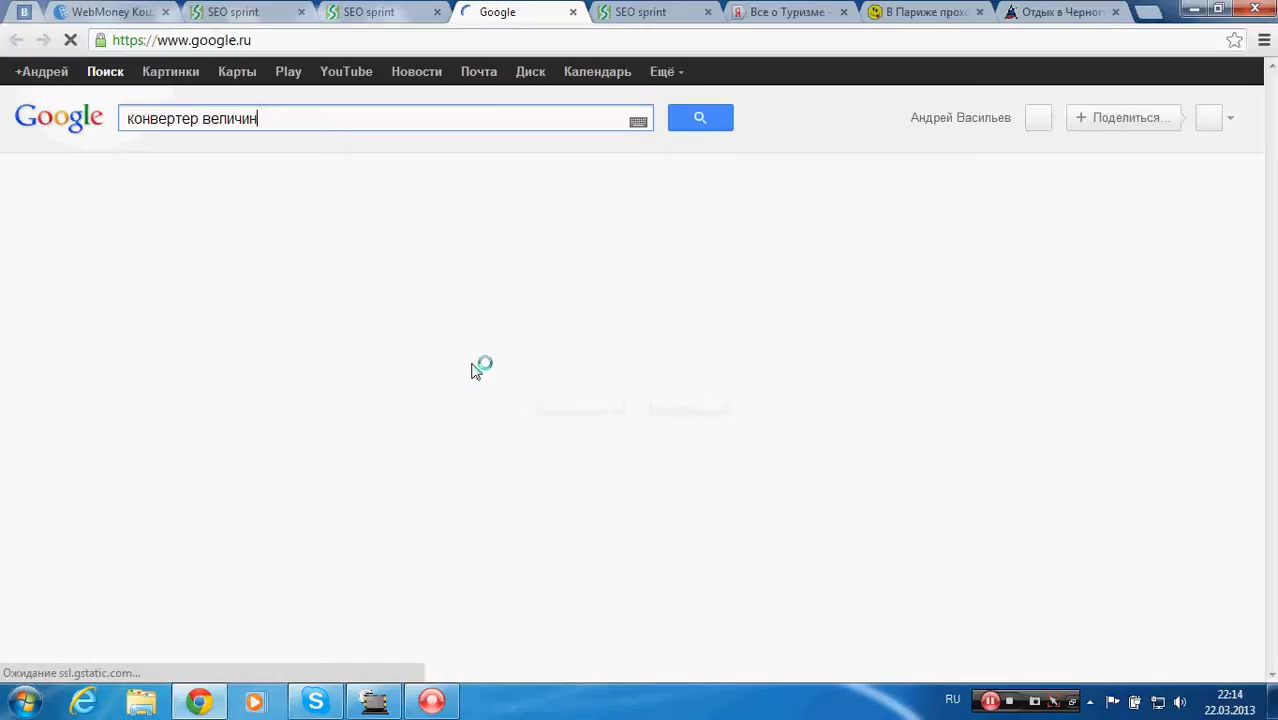 WebMoney Кош
SEO sprint
SEO sprint
Google
SEO sprint
Все о Туризме -
В Париже прохо
Отдых в Черног
https://www.google.ru
+Андрей Поиск Картинки Карты Play YouTube Новости Почта Диск Календарь Ещё
Google
конвертер величин
Андрей Васильев
+ Поделиться...
Ожидание ssl.gstatic.com...
RU
22:14
22.03.2013